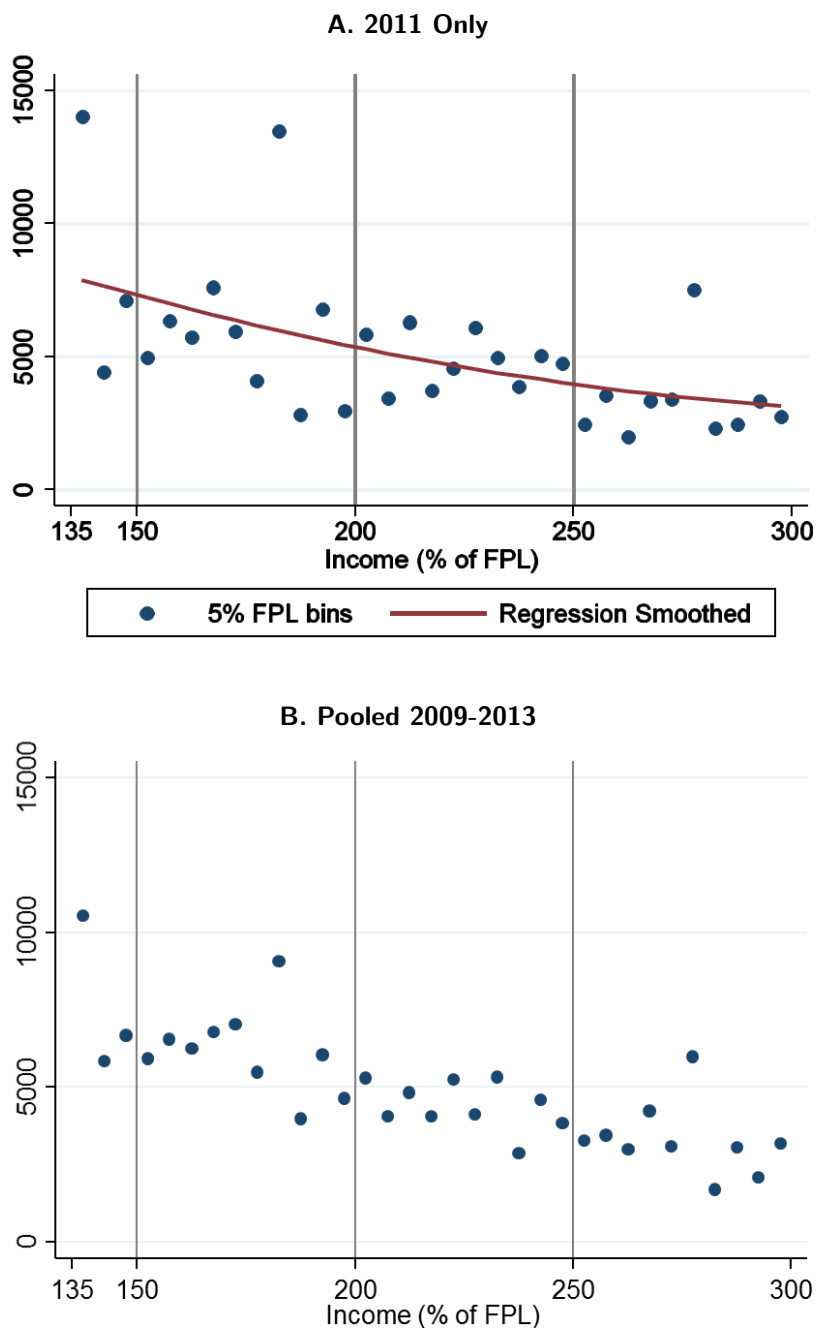 A. 2011 Only
15000
10000
5000
0
135 150 200 250 300
Income (% of FPL)
5% FPL bins Regression Smoothed
B. Pooled 2009-2013
15000
10000
5000
0
135 150 200 250 300
Income (% of FPL)